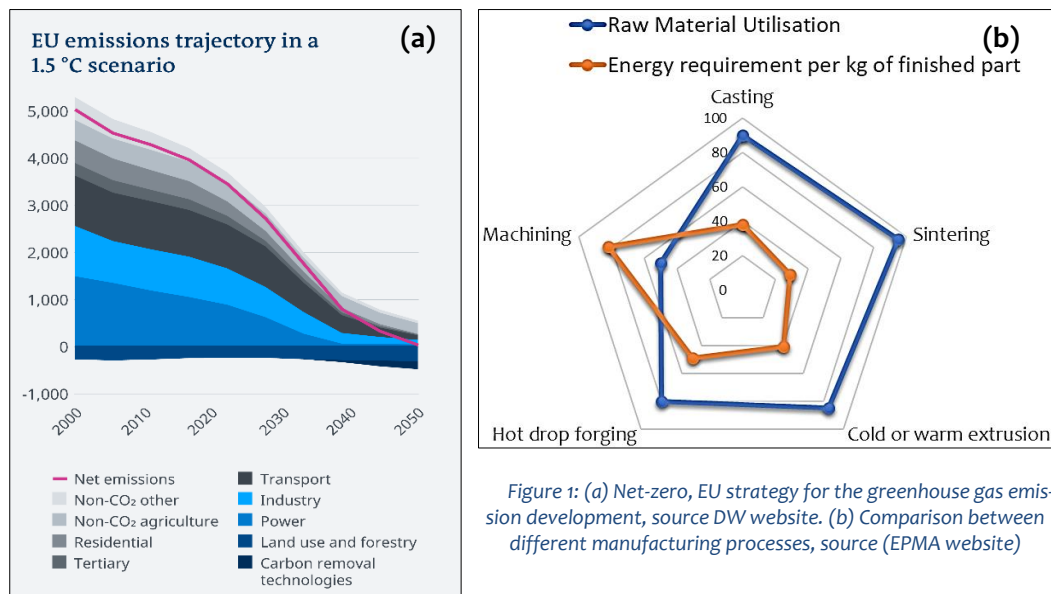 EU emissions trajectory in a
1.5 °C scenario
(a)
5,000
4,000
3,000
2,000
1,000
0
-1,000
2000
2010
2020
2030
2040
2050
Net emissions
Non-CO₂ other
Non-CO₂ agriculture
Residential
Tertiary
Transport
Industry
Power
Land use and forestry
Carbon removal
technologies
Raw Material Utilisation
(b)
Energy requirement per kg of finished part
Casting
100
80
60
40
20
0
Machining
Sintering
Hot drop forging
Cold or warm extrusion
Figure 1: (a) Net-zero, EU strategy for the greenhouse gas emis-
sion development, source DW website. (b) Comparison between
different manufacturing processes, source (EPMA website)